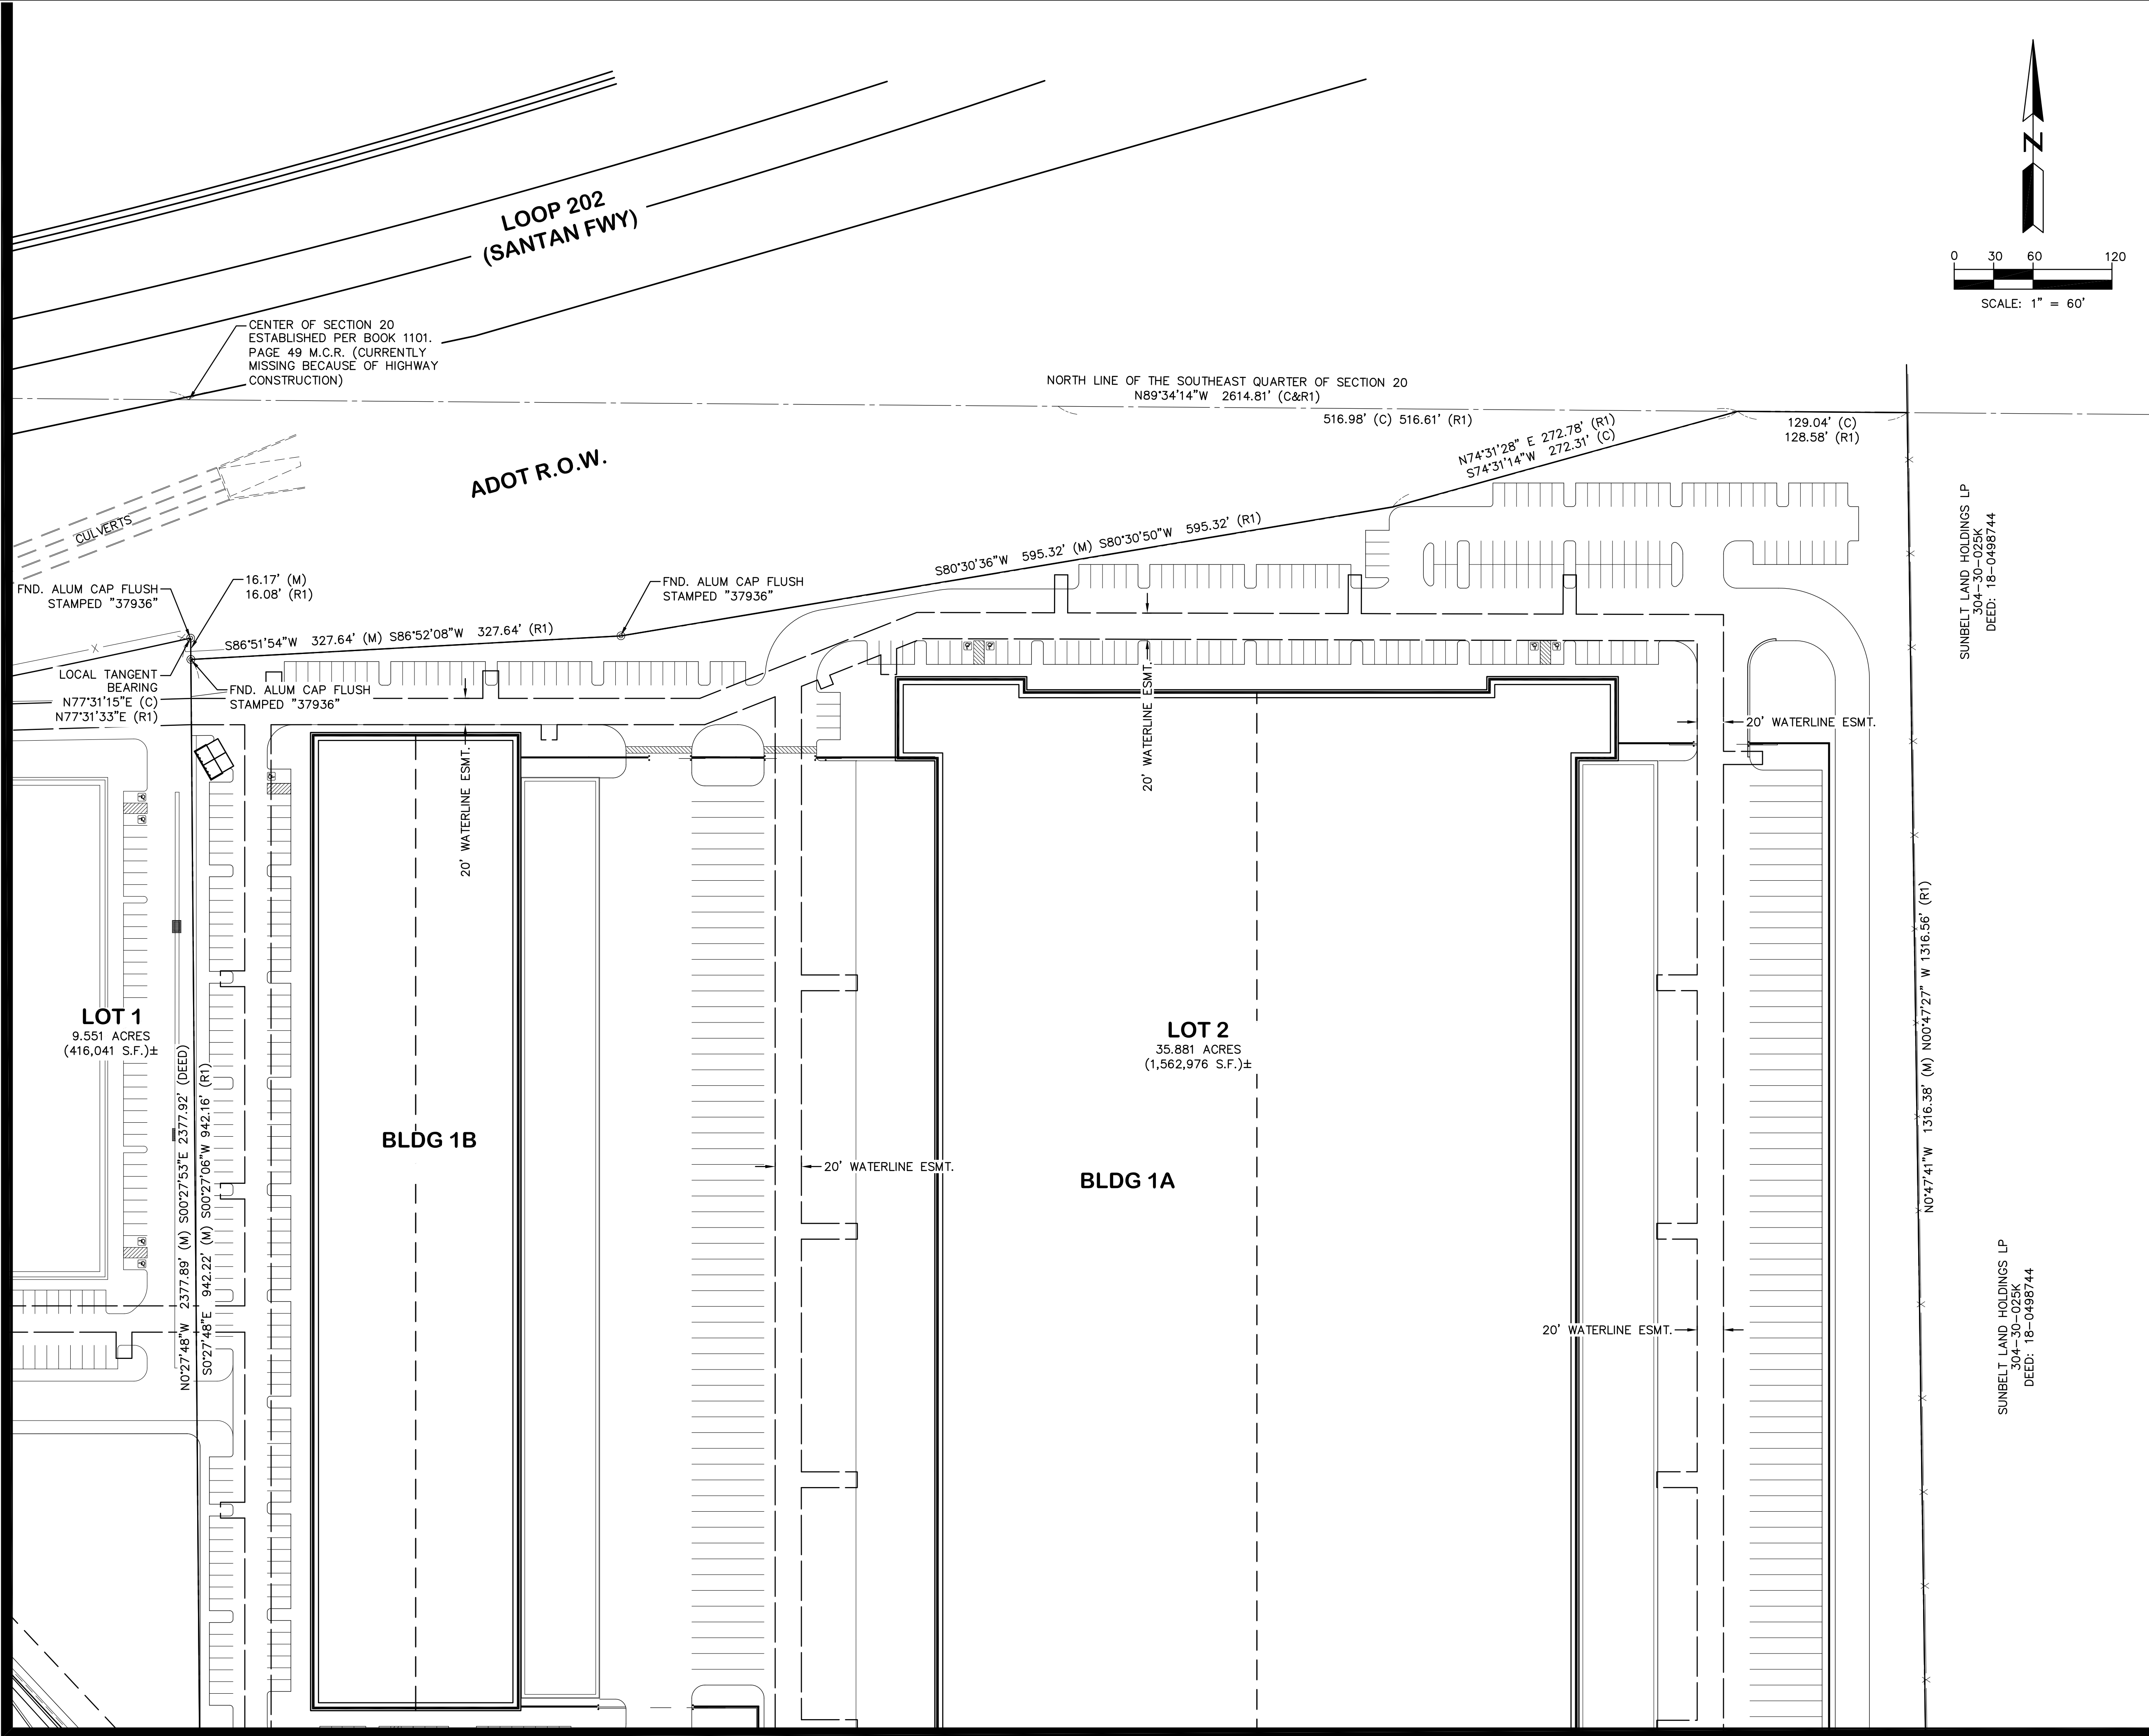 LOOP 202
(SANTAN FWY)
N
0 30 60 120
SCALE: 1" = 60'
CENTER OF SECTION 20
ESTABLISHED PER BOOK 1101.
PAGE 49 M.C.R. (CURRENTLY
MISSING BECAUSE OF HIGHWAY
CONSTRUCTION)
NORTH LINE OF THE SOUTHEAST QUARTER OF SECTION 20
N89°34'14"W 2614.81' (C&R1)
516.98' (C) 516.61' (R1)
129.04' (C)
128.58' (R1)
N74°31'28" E 272.78' (R1)
S74°31'14"W 272.31' (C)
ADOT R.O.W.
CULVERTS
S80°30'36"W 595.32' (M) S80°30'50"W 595.32' (R1)
FND. ALUM CAP FLUSH
STAMPED "37936"
16.17' (M)
16.08' (R1)
FND. ALUM CAP FLUSH
STAMPED "37936"
S86°51'54"W 327.64' (M) S86°52'08"W 327.64' (R1)
LOCAL TANGENT
BEARING
N77°31'15"E (C)
N77°31'33"E (R1)
FND. ALUM CAP FLUSH
STAMPED "37936"
20' WATERLINE ESMT.
20' WATERLINE ESMT.
20' WATERLINE ESMT.
SUNBELT LAND HOLDINGS LP
304-30-025K
DEED: 18-0498744
LOT 1
9.551 ACRES
(416,041 S.F.)±
LOT 2
35.881 ACRES
(1,562,976 S.F.)±
BLDG 1B
BLDG 1A
20' WATERLINE ESMT.
20' WATERLINE ESMT.
N0°27'48"W 2377.89' (M) S00°27'53"E 2377.92' (DEED)
S0°27'48"E 942.22' (M) S00°27'06"W 942.16' (R1)
N0°47'41"W 1316.38' (M) N00°47'27" W 1316.56' (R1)
SUNBELT LAND HOLDINGS LP
304-30-025K
DEED: 18-0498744